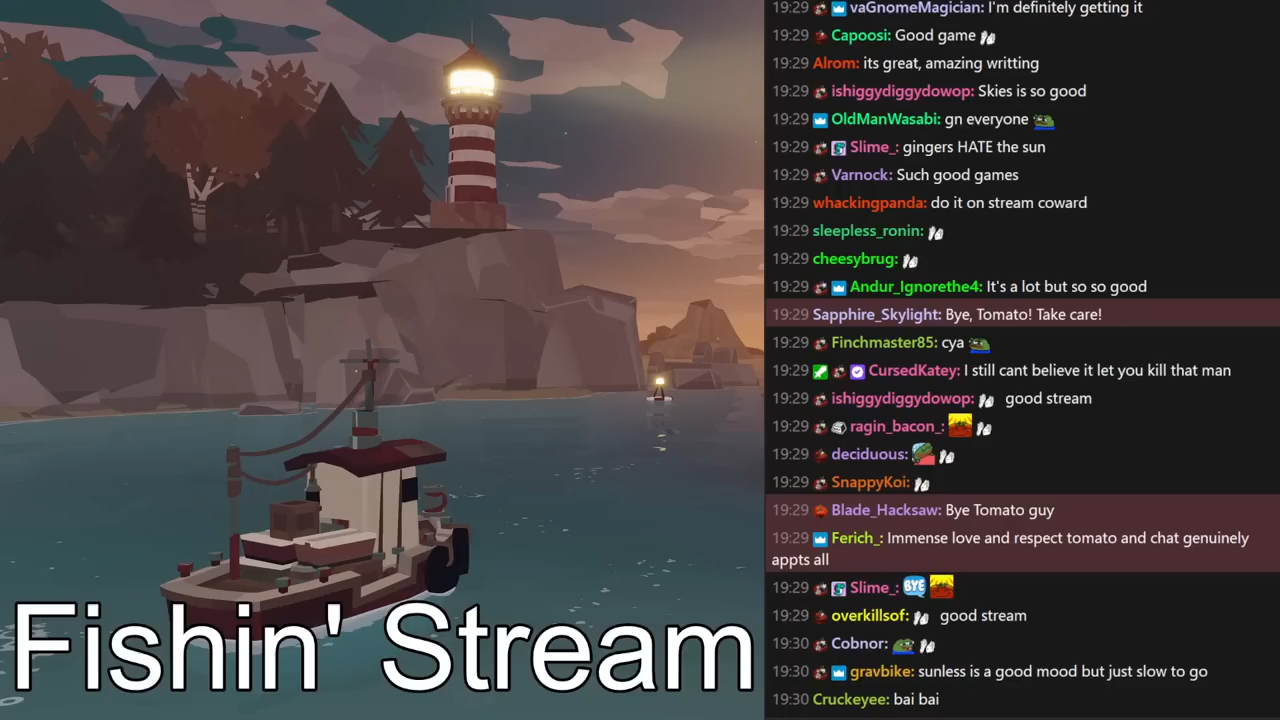 Fishin' Stream
19:29 vaGnomeMagician: I'm definitely getting it
19:29 Capoosi: Good game
19:29 Alrom: its great, amazing writting
19:29 ishiggydiggydowop: Skies is so good
19:29 OldManWasabi: gn everyone
19:29 Slime_: gingers HATE the sun
19:29 Varnock: Such good games
19:29 whackingpanda: do it on stream coward
19:29 sleepless_ronin:
19:29 cheesybrug:
19:29 Andur_Ignorethe4: It's a lot but so so good
19:29 Sapphire_Skylight: Bye, Tomato! Take care!
19:29 Finchmaster85: cya
19:29 CursedKatey: I still cant believe it let you kill that man
19:29 ishiggydiggydowop: good stream
19:29 ragin_bacon_:
19:29 deciduous:
19:29 SnappyKoi:
19:29 Blade_Hacksaw: Bye Tomato guy
19:29 Ferich_: Immense love and respect tomato and chat genuinely
appts all
19:29 Slime_: BYE
19:29 overkillsof: good stream
19:30 Cobnor:
19:30 gravbike: sunless is a good mood but just slow to go
19:30 Cruckeyee: bai bai